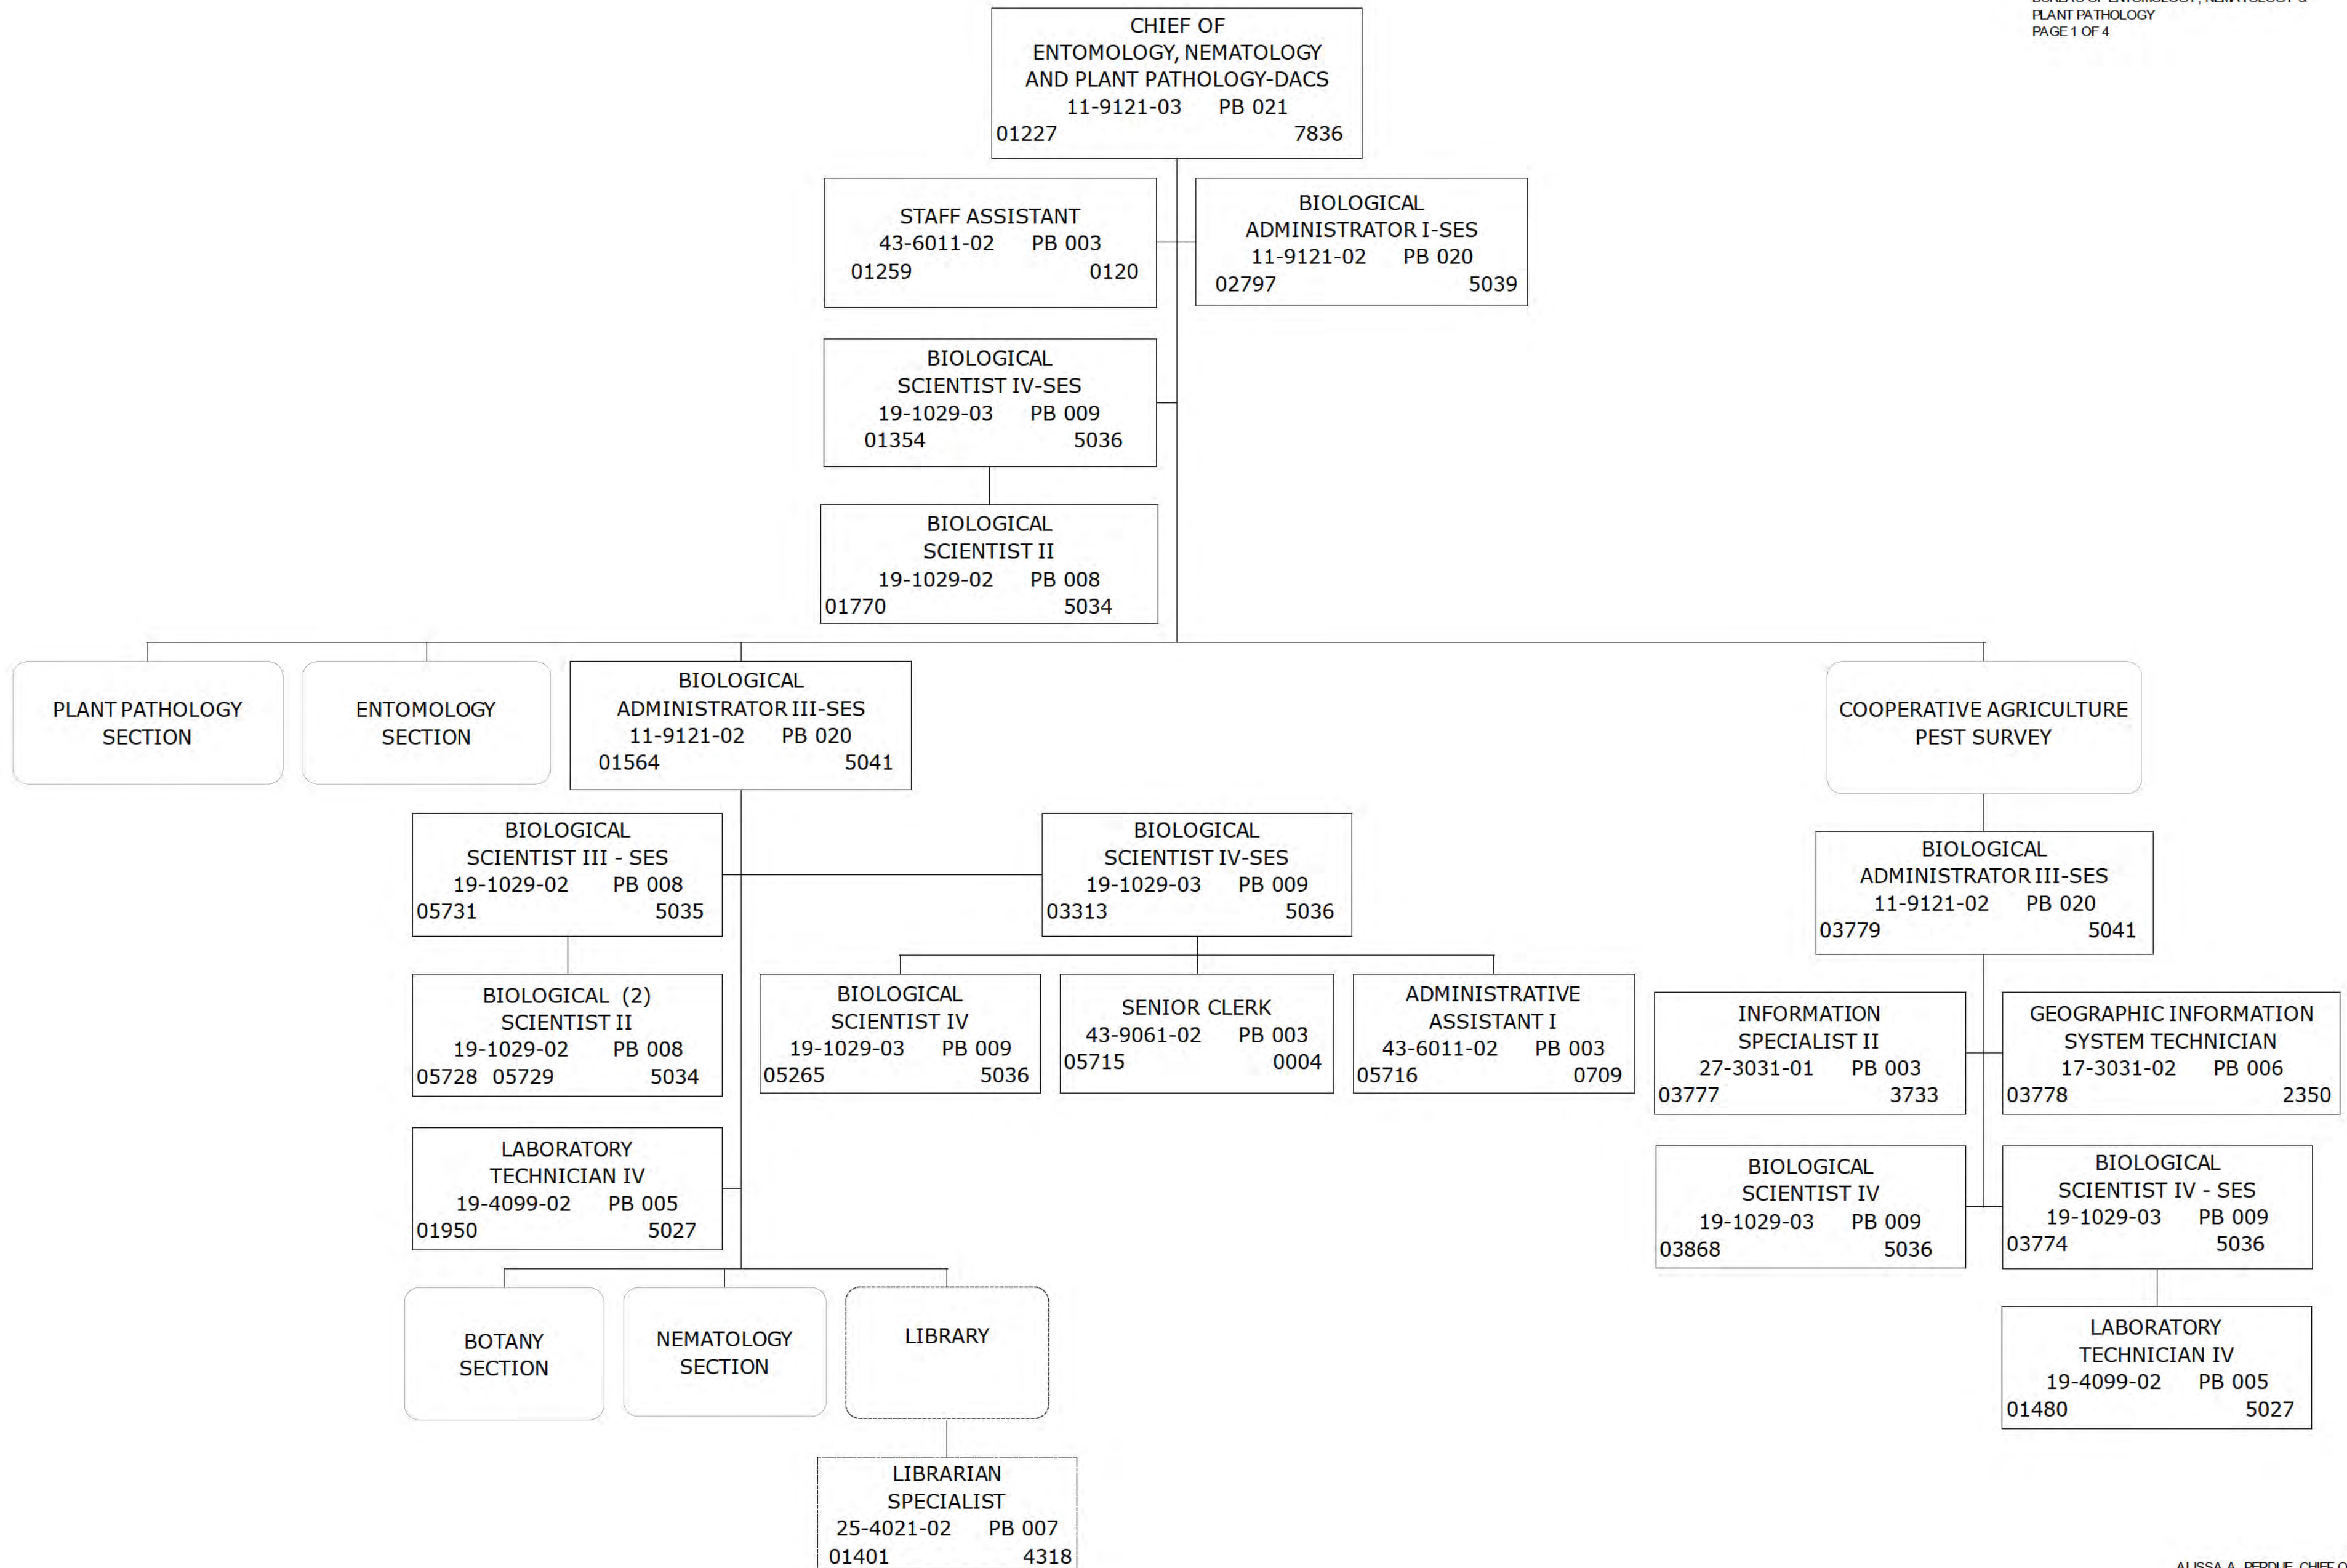 BUREAU OF ENTOMOLOGY, NEMATOLOGY &
PLANT PATHOLOGY
PAGE 1 OF 4
CHIEF OF
ENTOMOLOGY, NEMATOLOGY
AND PLANT PATHOLOGY-DACS
11-9121-03 PB 021
01227 7836
STAFF ASSISTANT
43-6011-02 PB 003
01259 0120
BIOLOGICAL
ADMINISTRATOR I-SES
11-9121-02 PB 020
02797 5039
BIOLOGICAL
SCIENTIST IV-SES
19-1029-03 PB 009
01354 5036
BIOLOGICAL
SCIENTIST II
19-1029-02 PB 008
01770 5034
PLANT PATHOLOGY
SECTION
ENTOMOLOGY
SECTION
BIOLOGICAL
ADMINISTRATOR III-SES
11-9121-02 PB 020
01564 5041
COOPERATIVE AGRICULTURE
PEST SURVEY
BIOLOGICAL
SCIENTIST III - SES
19-1029-02 PB 008
05731 5035
BIOLOGICAL
SCIENTIST IV-SES
19-1029-03 PB 009
03313 5036
BIOLOGICAL
ADMINISTRATOR III-SES
11-9121-02 PB 020
03779 5041
BIOLOGICAL (2)
SCIENTIST II
19-1029-02 PB 008
05728 05729 5034
BIOLOGICAL
SCIENTIST IV
19-1029-03 PB 009
05265 5036
SENIOR CLERK
43-9061-02 PB 003
05715 0004
ADMINISTRATIVE
ASSISTANT I
43-6011-02 PB 003
05716 0709
INFORMATION
SPECIALIST II
27-3031-01 PB 003
03777 3733
GEOGRAPHIC INFORMATION
SYSTEM TECHNICIAN
17-3031-02 PB 006
03778 2350
LABORATORY
TECHNICIAN IV
19-4099-02 PB 005
01950 5027
BIOLOGICAL
SCIENTIST IV
19-1029-03 PB 009
03868 5036
BIOLOGICAL
SCIENTIST IV - SES
19-1029-03 PB 009
03774 5036
BOTANY
SECTION
NEMATOLOGY
SECTION
LIBRARY
LABORATORY
TECHNICIAN IV
19-4099-02 PB 005
01480 5027
LIBRARIAN
SPECIALIST
25-4021-02 PB 007
01401 4318
ALISSA A. PERDUE, CHIEF O